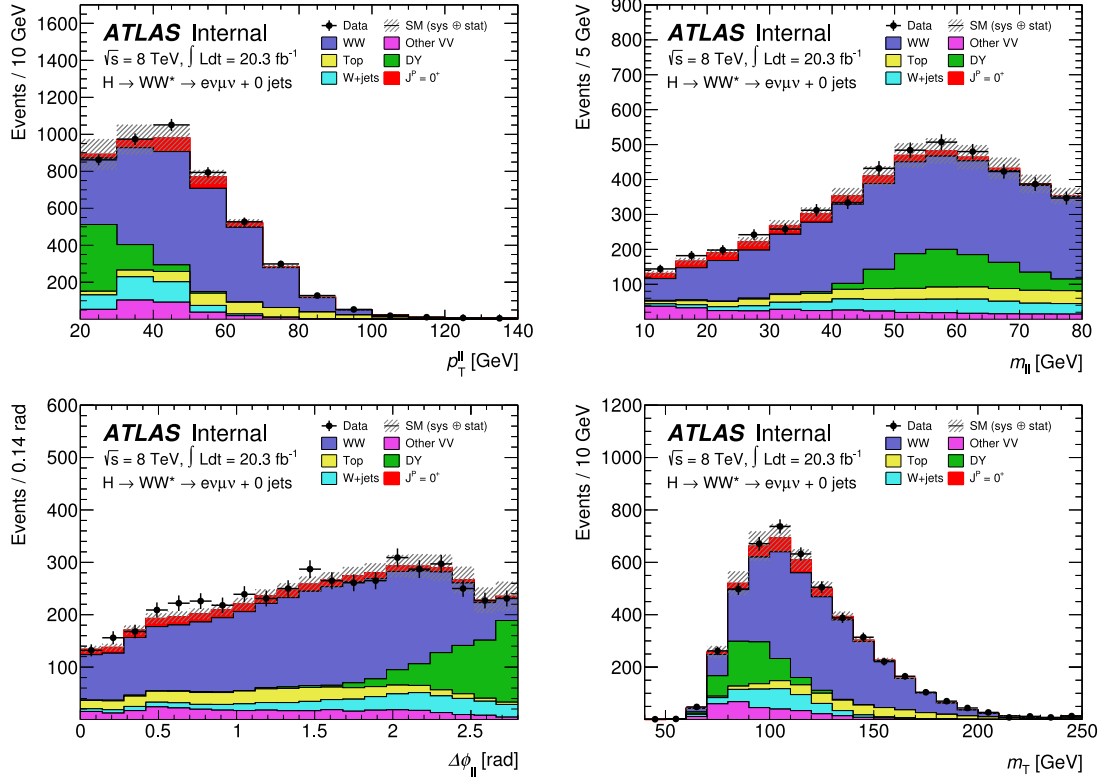 Events / 10 GeV
1600
1400
1200
1000
800
600
400
200
ATLAS Internal
√s = 8 TeV, ∫ Ldt = 20.3 fb⁻¹
H → WW* → eνμν + 0 jets
Data
SM (sys ⊕ stat)
WW
Other VV
Top
DY
W+jets
Jᴾ = 0⁺
20 40 60 80 100 120 140
p_T^ll [GeV]
Events / 5 GeV
900
800
700
600
500
400
300
200
100
0
ATLAS Internal
√s = 8 TeV, ∫ Ldt = 20.3 fb⁻¹
H → WW* → eνμν + 0 jets
Data
SM (sys ⊕ stat)
WW
Other VV
Top
DY
W+jets
Jᴾ = 0⁺
10 20 30 40 50 60 70 80
m_ll [GeV]
Events / 0.14 rad
600
500
400
300
200
100
ATLAS Internal
√s = 8 TeV, ∫ Ldt = 20.3 fb⁻¹
H → WW* → eνμν + 0 jets
Data
SM (sys ⊕ stat)
WW
Other VV
Top
DY
W+jets
Jᴾ = 0⁺
0 0.5 1 1.5 2 2.5
Δϕ_ll [rad]
Events / 10 GeV
1200
1000
800
600
400
200
0
ATLAS Internal
√s = 8 TeV, ∫ Ldt = 20.3 fb⁻¹
H → WW* → eνμν + 0 jets
Data
SM (sys ⊕ stat)
WW
Other VV
Top
DY
W+jets
Jᴾ = 0⁺
50 100 150 200 250
m_T [GeV]